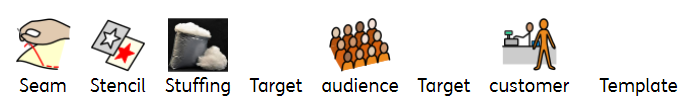 Seam Stencil Stuffing Target audience Target customer Template